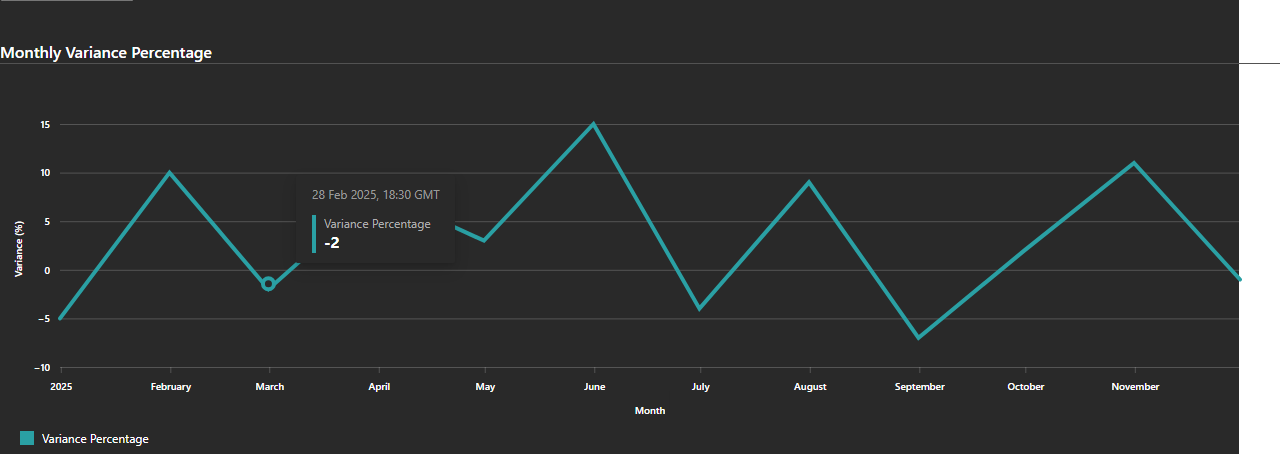 Monthly Variance Percentage
15
10
5
0
−5
−10
Variance (%)
28 Feb 2025, 18:30 GMT
Variance Percentage
-2
2025 February March April May June July August September October November
Month
Variance Percentage